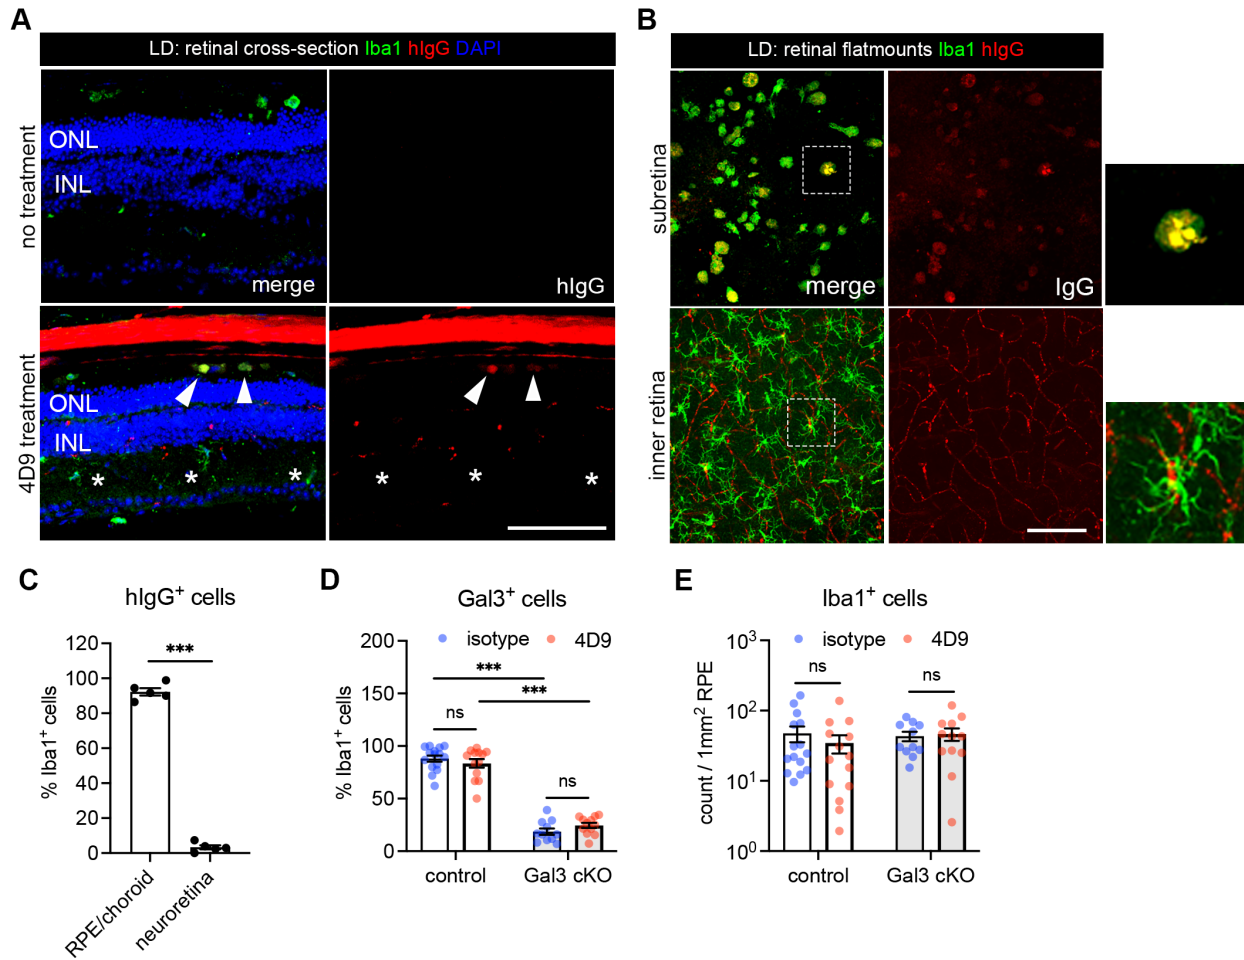 A
LD: retinal cross-section Iba1 hIgG DAPI
no treatment
ONL
INL
merge
hIgG
4D9 treatment
ONL
INL
*
*
*
*
*
*
B
LD: retinal flatmounts Iba1 hIgG
subretina
merge
IgG
inner retina
C
hIgG+ cells
% Iba1+ cells
120
100
80
60
40
20
0
***
RPE/choroid
neuroretina
D
Gal3+ cells
isotype
4D9
% Iba1+ cells
200
150
100
50
0
***
***
ns
ns
control
Gal3 cKO
E
Iba1+ cells
isotype
4D9
count / 1mm2 RPE
103
102
101
100
ns
ns
control
Gal3 cKO